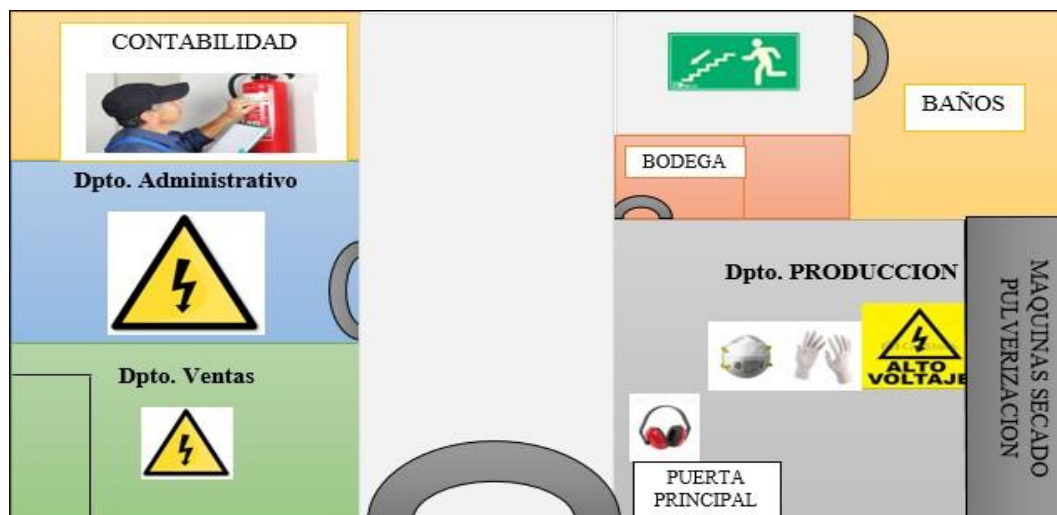 CONTABILIDAD
BAÑOS
BODEGA
Dpto. Administrativo
Dpto. PRODUCCION
MAQUINAS SECADO
PULVERIZACION
ALTO
VOLTAJE
Dpto. Ventas
PUERTA
PRINCIPAL